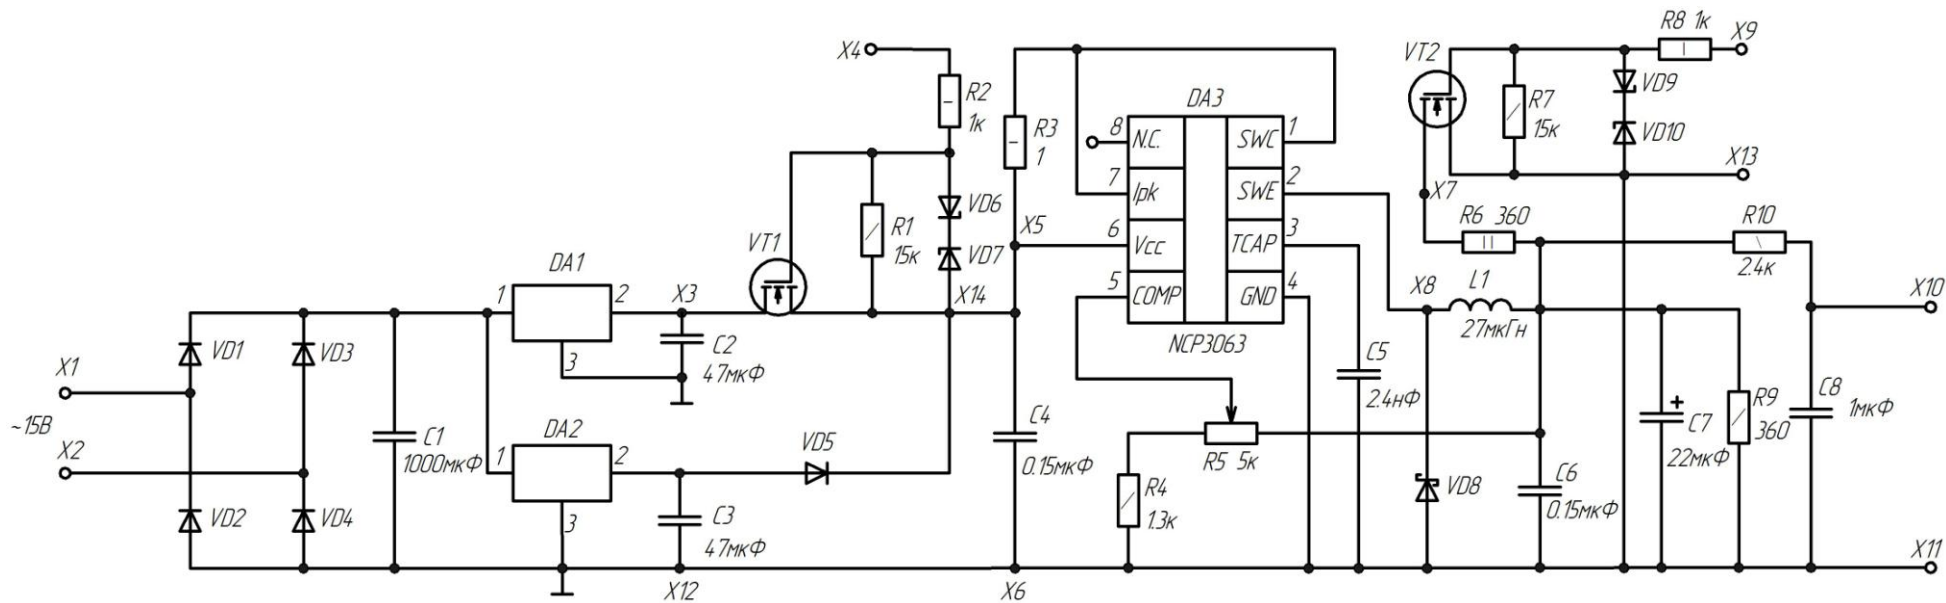 R8 1к
X9
X4
VT2
DA3
R2
1к
R3
1
8
N.C.
SWC
1
7
Ipk
SWE
2
6
Vcc
TCAP
3
5
COMP
GND
4
NCP3063
R7
15к
VD9
VD10
X13
X7
R6 360
R10
2.4к
VD6
VD7
R1
15к
X5
VT1
DA1
1
2
3
X3
X14
X8
L1
27мкГн
X10
VD1
VD3
C2
47мкФ
X1
~15В
X2
C5
2.4нФ
C1
1000мкФ
DA2
1
2
3
VD5
C4
0.15мкФ
R5 5к
R4
1.3к
C7
+
22мкФ
R9
360
C8
1мкФ
VD8
C6
0.15мкФ
VD2
VD4
C3
47мкФ
X12
X6
X11